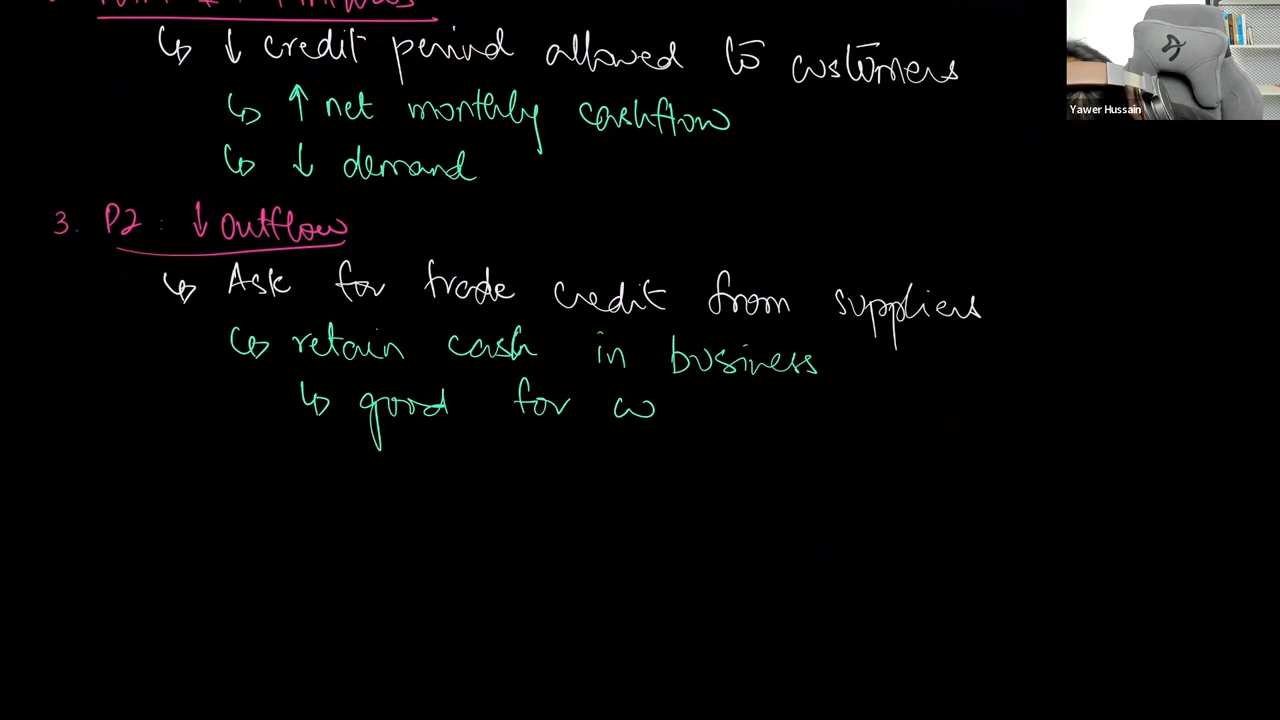 ↳ ↓ credit period allowed to customers
Yawer Hussain
↳ ↑ net monthly cashflow
↳ ↓ demand
3. P2 : ↓ outflow
↳ Ask for trade credit from suppliers
↳ retain cash in business
↳ good for w